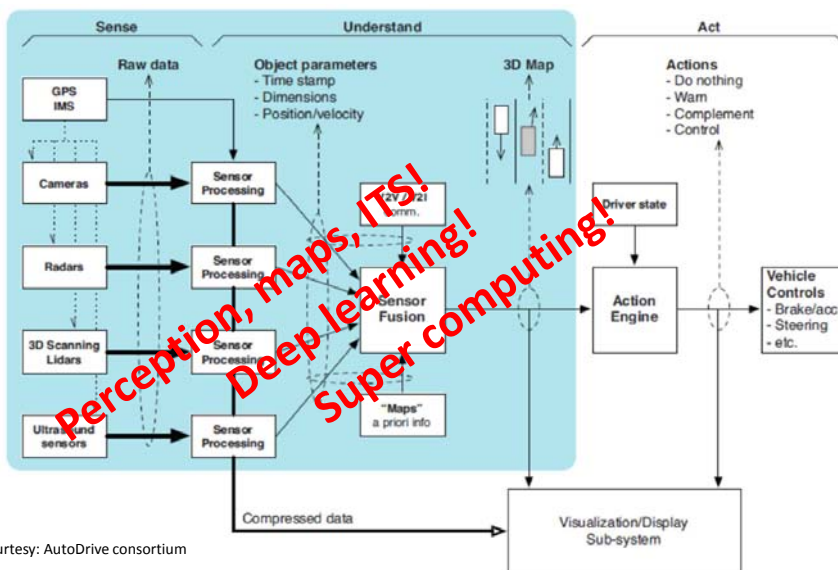 Sense
Understand
Act
Raw data
Object parameters
- Time stamp
- Dimensions
- Position/velocity
3D Map
Actions
- Do nothing
- Warn
- Complement
- Control
GPS
IMS
Cameras
Sensor
Processing
Radars
Sensor
Processing
3D Scanning
Lidars
Sensor
Processing
Ultrasound
sensors
Sensor
Processing
comm.
Sensor
Fusion
"Maps"
a priori info
Driver state
Action
Engine
Vehicle
Controls
- Brake/acc
- Steering
- etc.
Perception, maps, ITS!
Deep learning!
Super computing!
Compressed data
Visualization/Display
Sub-system
urtesy: AutoDrive consortium